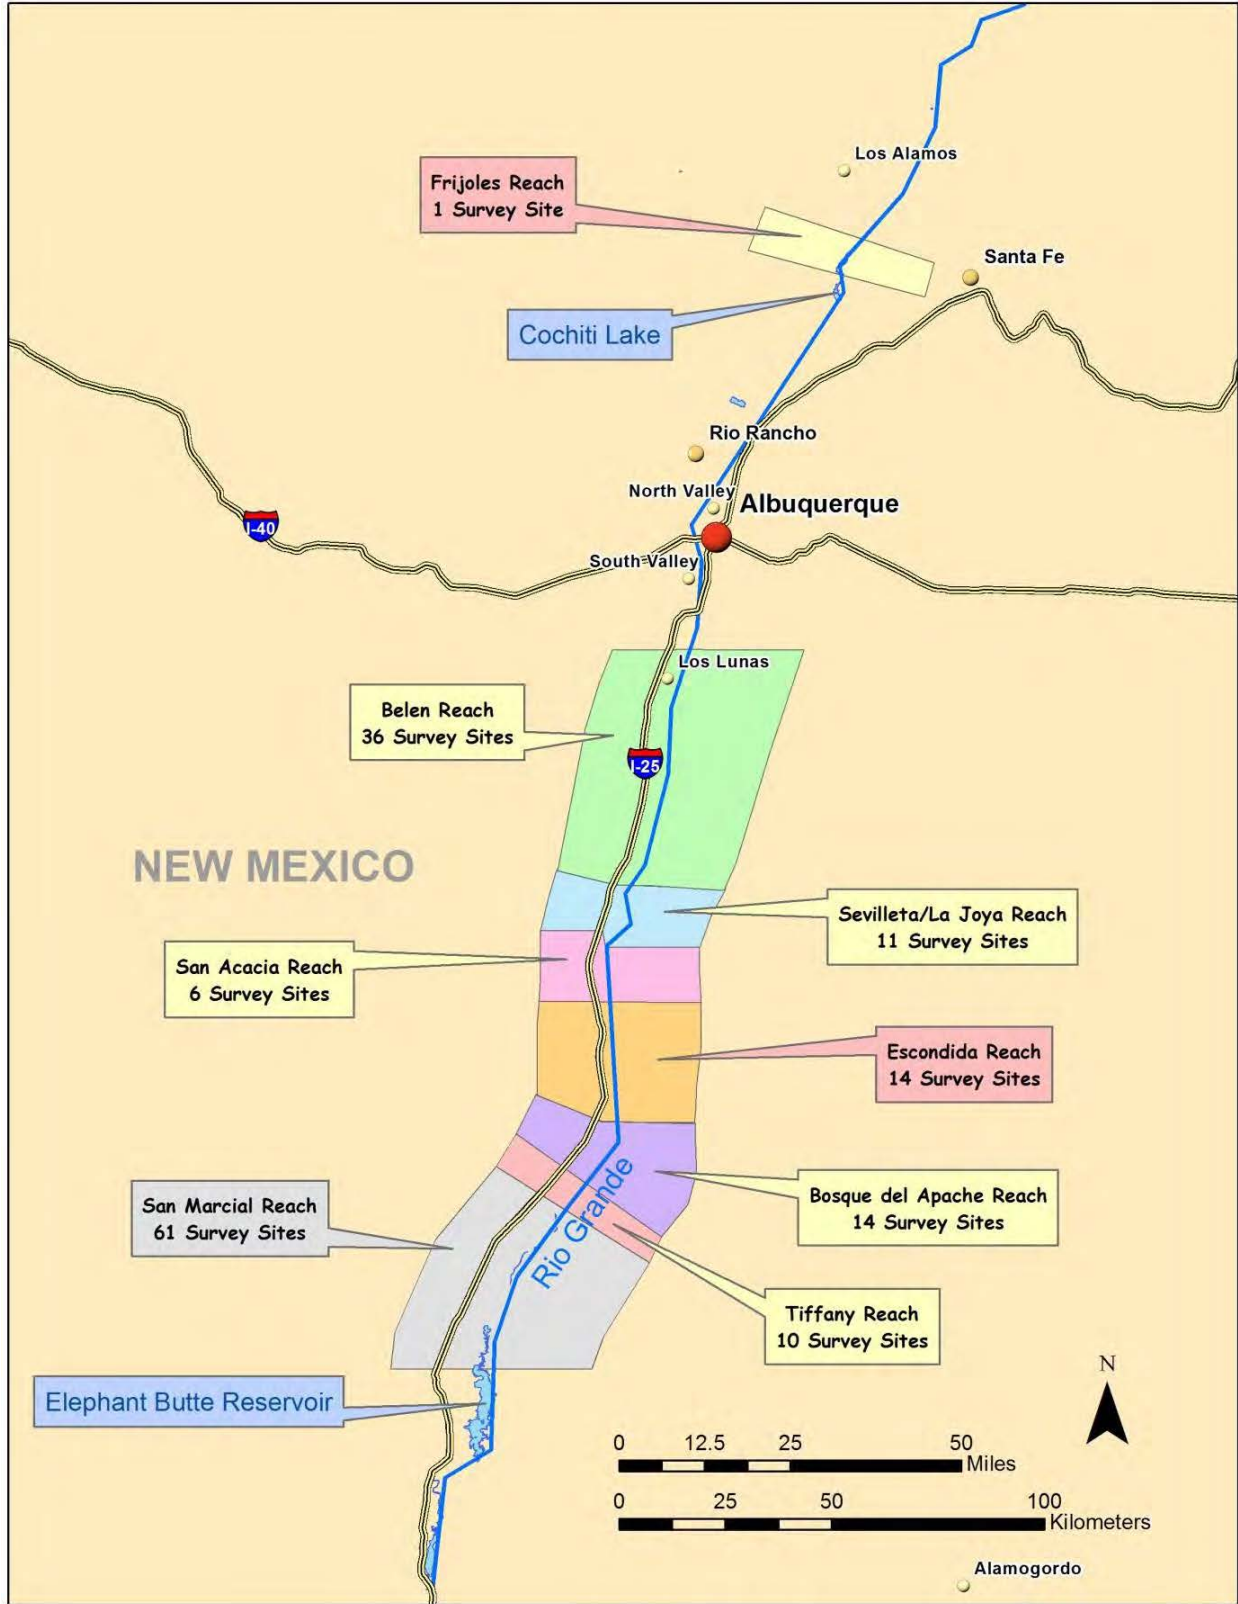 Los Alamos
Frijoles Reach
1 Survey Site
Santa Fe
Cochiti Lake
Rio Rancho
North Valley
Albuquerque
I-40
South Valley
Los Lunas
Belen Reach
36 Survey Sites
I-25
NEW MEXICO
Sevilleta/La Joya Reach
11 Survey Sites
San Acacia Reach
6 Survey Sites
Escondida Reach
14 Survey Sites
Bosque del Apache Reach
14 Survey Sites
San Marcial Reach
61 Survey Sites
Rio Grande
Tiffany Reach
10 Survey Sites
Elephant Butte Reservoir
N
0 12.5 25 50
Miles
0 25 50 100
Kilometers
Alamogordo